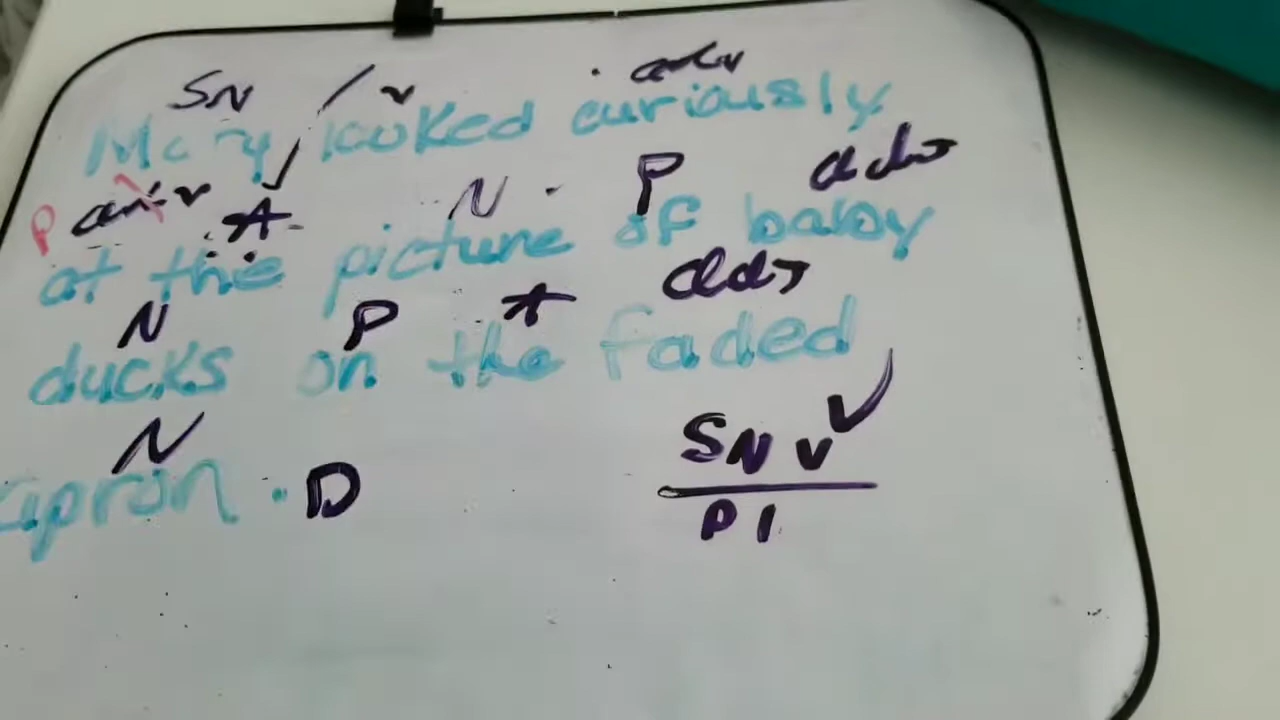 SN / v . adv
Mary looked curiously
P adv A N . P adj
at the picture of baby
N P A adj
ducks on the faded
N
apron . D
SN V
P1